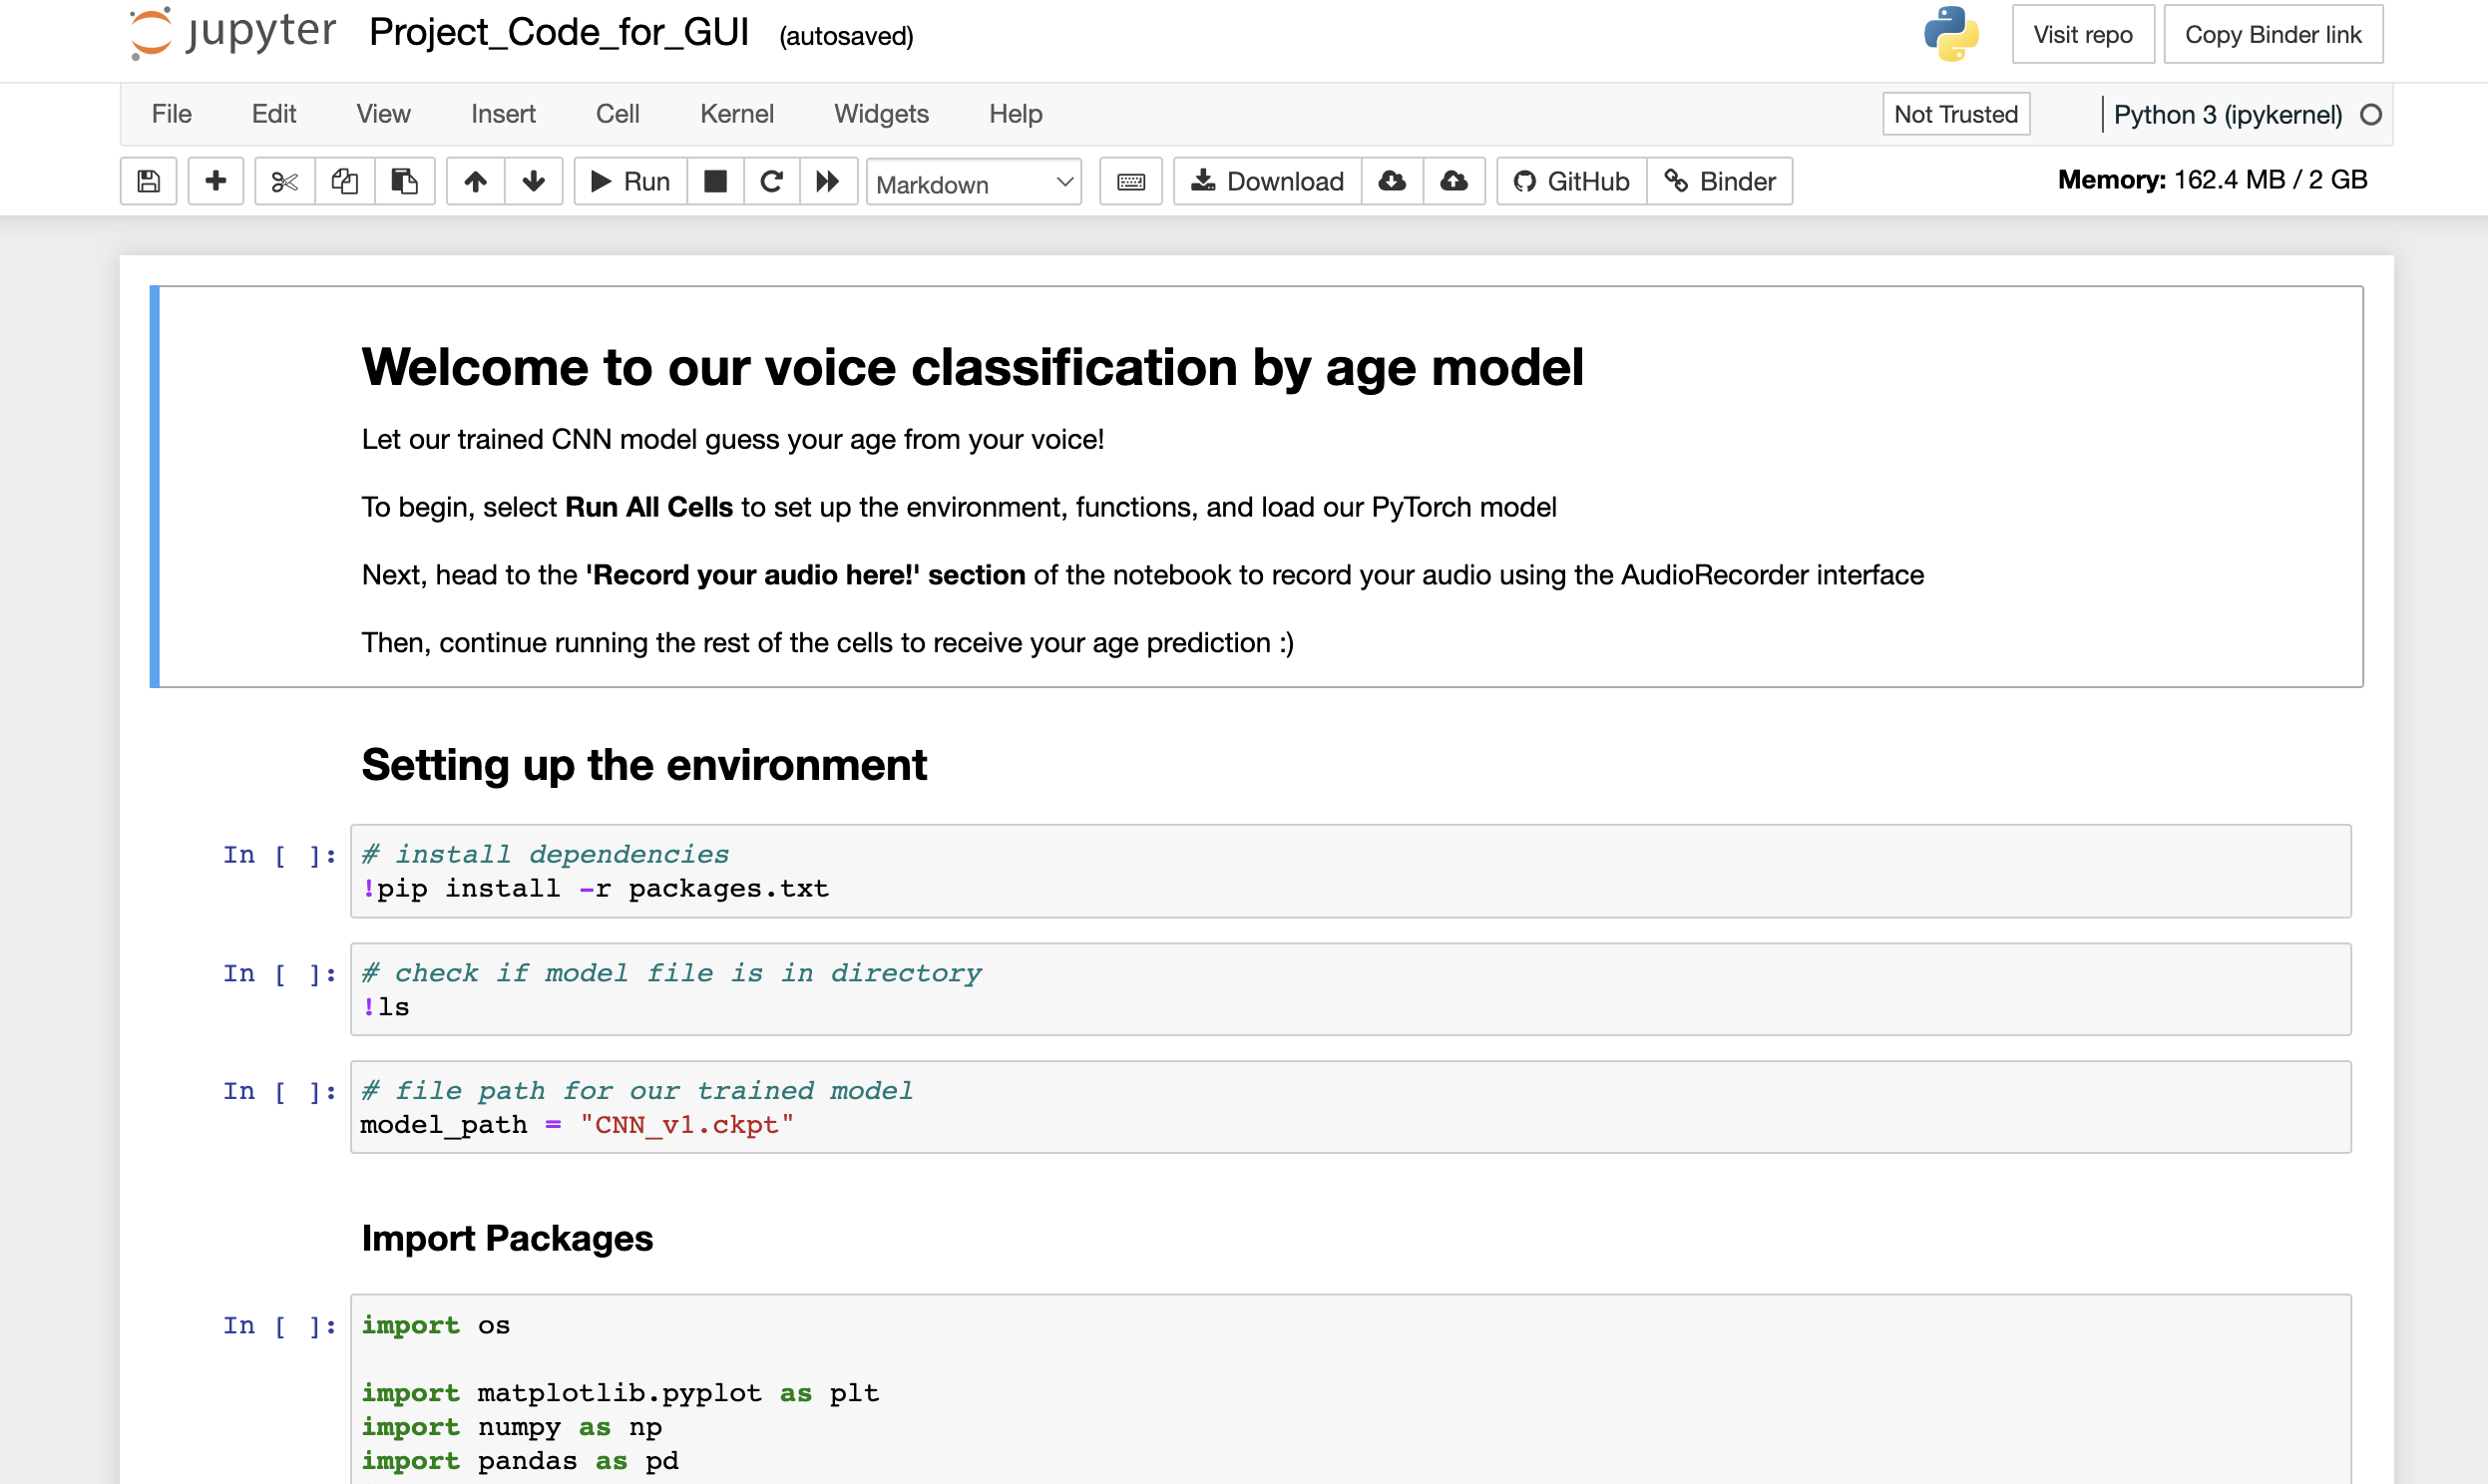 jupyter Project_Code_for_GUI (autosaved) Visit repo Copy Binder link
File Edit View Insert Cell Kernel Widgets Help Not Trusted Python 3 (ipykernel)
Run Markdown Download GitHub Binder Memory: 162.4 MB / 2 GB
Welcome to our voice classification by age model
Let our trained CNN model guess your age from your voice!
To begin, select Run All Cells to set up the environment, functions, and load our PyTorch model
Next, head to the 'Record your audio here!' section of the notebook to record your audio using the AudioRecorder interface
Then, continue running the rest of the cells to receive your age prediction :)
Setting up the environment
In [ ]: # install dependencies
!pip install -r packages.txt
In [ ]: # check if model file is in directory
!ls
In [ ]: # file path for our trained model
model_path = "CNN_v1.ckpt"
Import Packages
In [ ]: import os
import matplotlib.pyplot as plt
import numpy as np
import pandas as pd